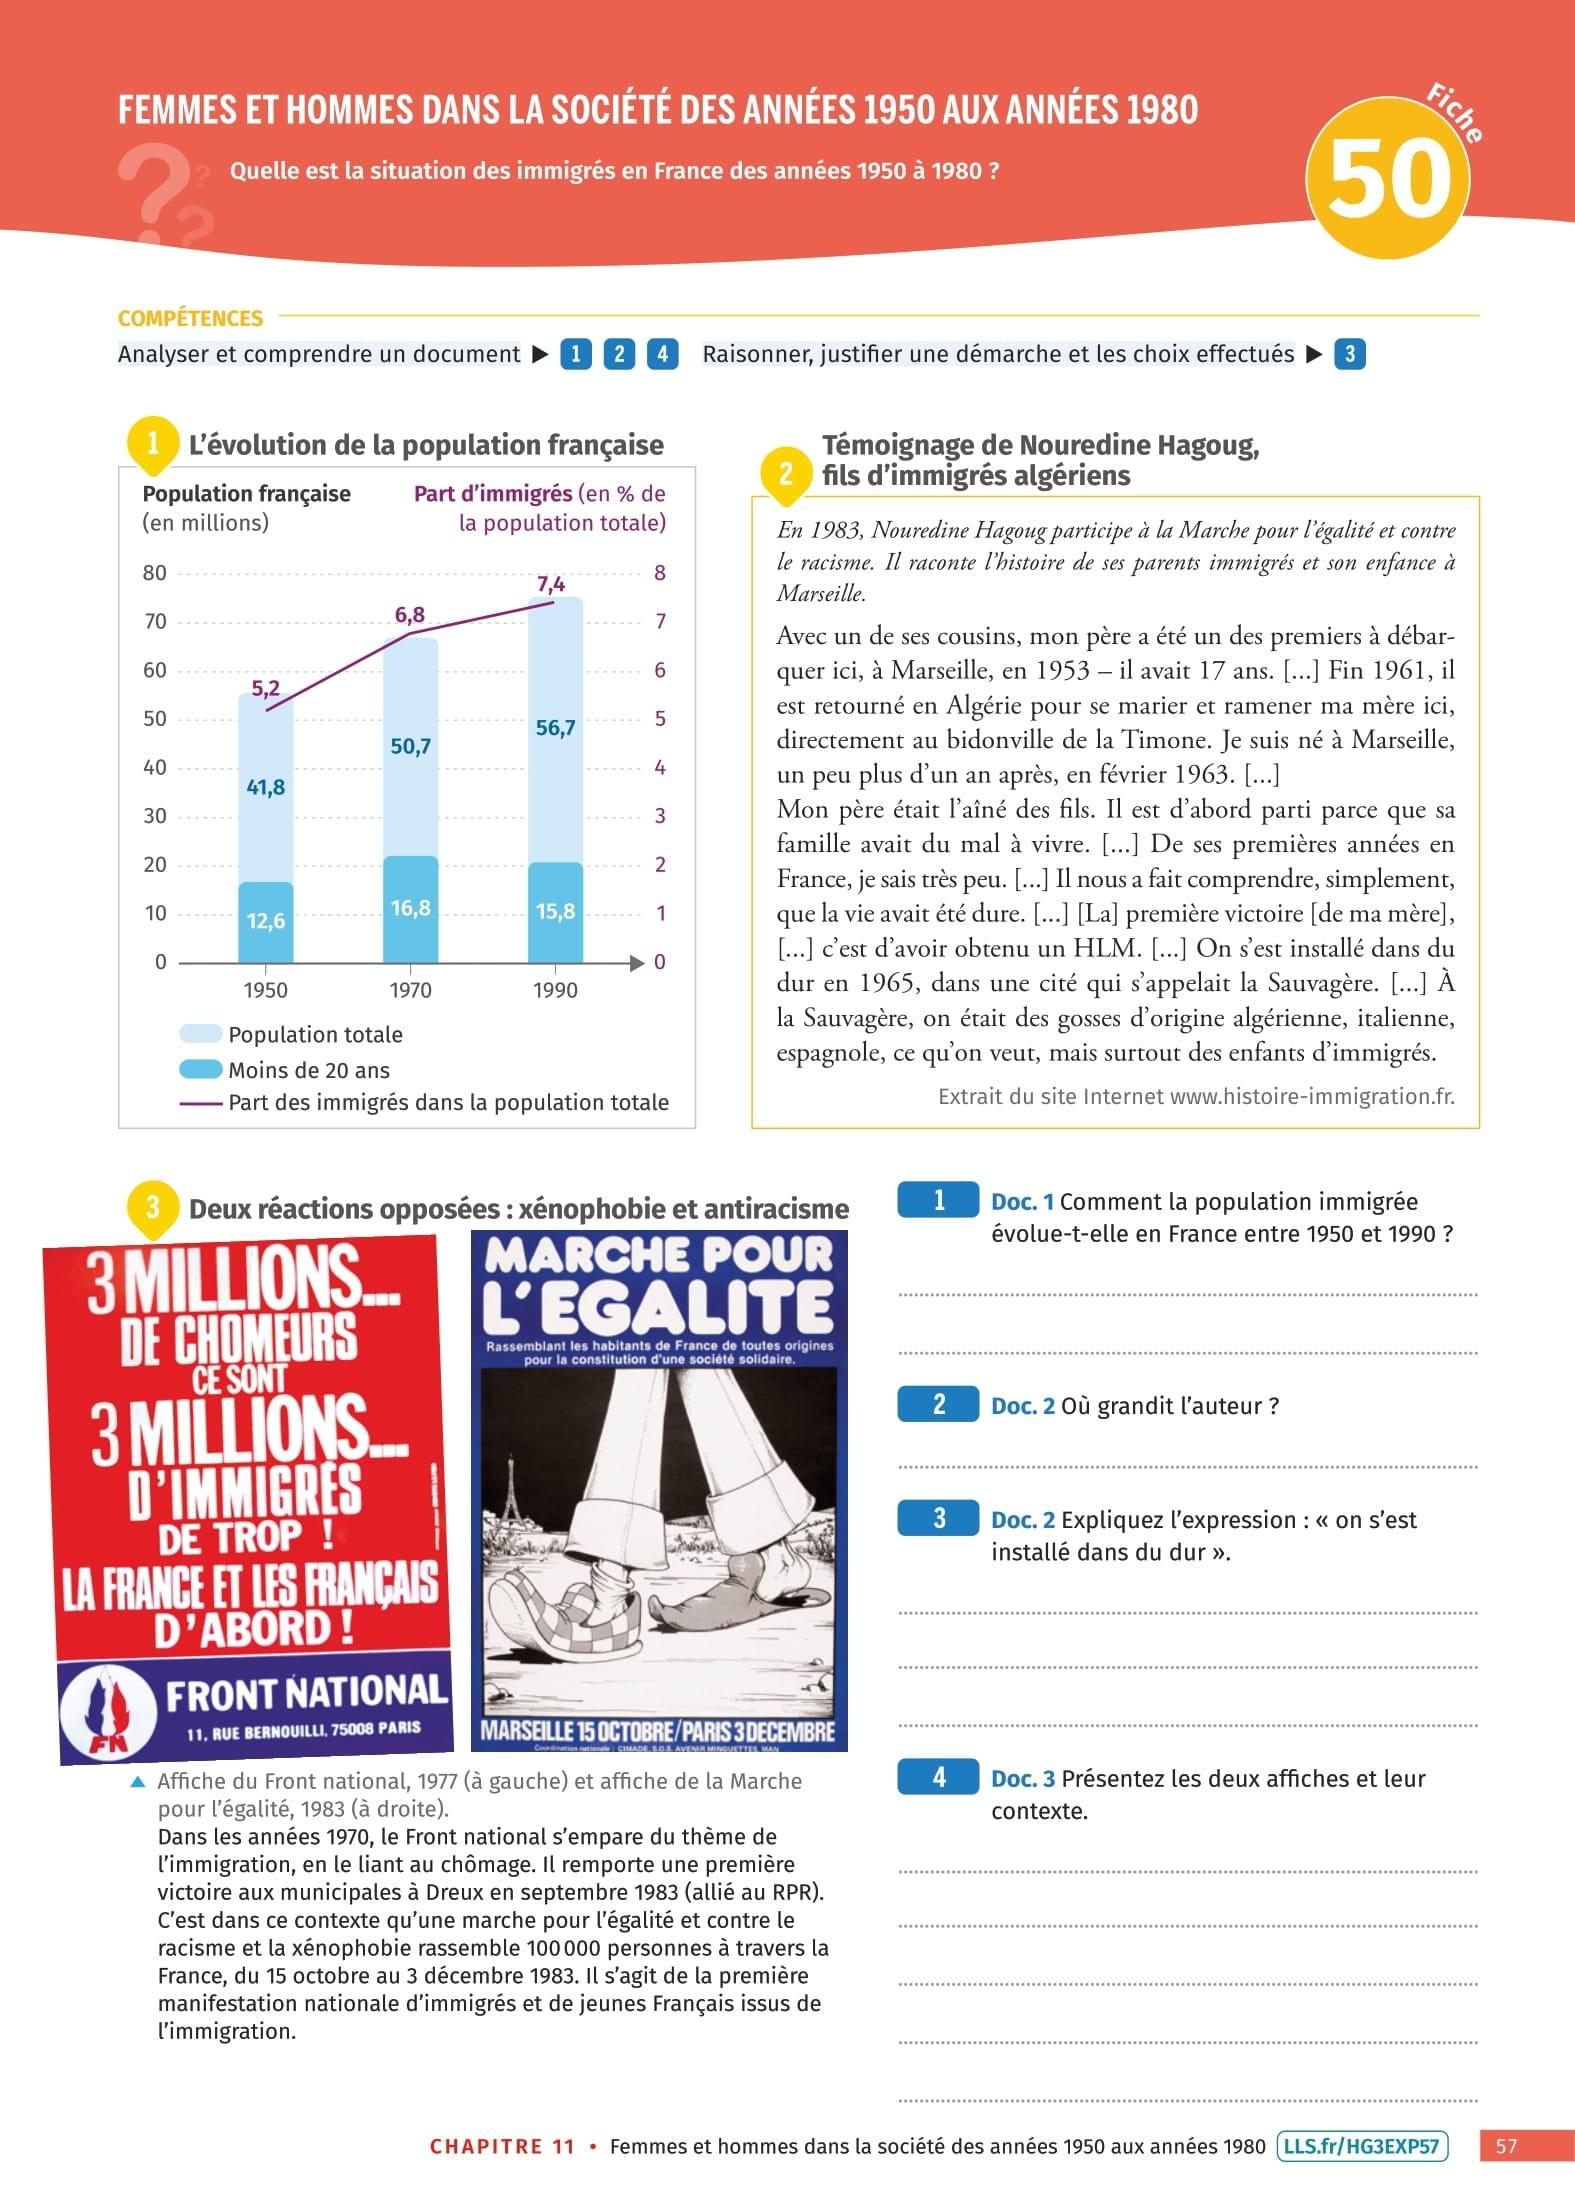 FEMMES ET HOMMES DANS LA SOCIÉTÉ DES ANNÉES 1950 AUX ANNÉES 1980
Quelle est la situation des immigrés en France des années 1950 à 1980 ?
Fiche
50
COMPÉTENCES
Analyser et comprendre un document ▶ 1 2 4 Raisonner, justifier une démarche et les choix effectués ▶ 3
1 L’évolution de la population française
Population française
(en millions)
Part d’immigrés (en % de
la population totale)
80
70
60
50
40
30
20
10
0
8
7
6
5
4
3
2
1
0
5,2
6,8
7,4
41,8
50,7
56,7
12,6
16,8
15,8
1950
1970
1990
Population totale
Moins de 20 ans
Part des immigrés dans la population totale
2 Témoignage de Nouredine Hagoug,
fils d’immigrés algériens
En 1983, Nouredine Hagoug participe à la Marche pour l’égalité et contre
le racisme. Il raconte l’histoire de ses parents immigrés et son enfance à
Marseille.
Avec un de ses cousins, mon père a été un des premiers à débar-
quer ici, à Marseille, en 1953 – il avait 17 ans. [...] Fin 1961, il
est retourné en Algérie pour se marier et ramener ma mère ici,
directement au bidonville de la Timone. Je suis né à Marseille,
un peu plus d’un an après, en février 1963. [...]
Mon père était l’aîné des fils. Il est d’abord parti parce que sa
famille avait du mal à vivre. [...] De ses premières années en
France, je sais très peu. [...] Il nous a fait comprendre, simplement,
que la vie avait été dure. [...] [La] première victoire [de ma mère],
[...] c’est d’avoir obtenu un HLM. [...] On s’est installé dans du
dur en 1965, dans une cité qui s’appelait la Sauvagère. [...] À
la Sauvagère, on était des gosses d’origine algérienne, italienne,
espagnole, ce qu’on veut, mais surtout des enfants d’immigrés.
Extrait du site Internet www.histoire-immigration.fr.
3 Deux réactions opposées : xénophobie et antiracisme
3 MILLIONS...
DE CHOMEURS
CE SONT
3 MILLIONS...
D'IMMIGRÉS
DE TROP !
LA FRANCE ET LES FRANÇAIS
D'ABORD !
FN
FRONT NATIONAL
11, RUE BERNOUILLI, 75008 PARIS
MARCHE POUR
L'EGALITE
Rassemblant les habitants de France de toutes origines
pour la constitution d'une société solidaire.
MARSEILLE 15 OCTOBRE/PARIS 3 DECEMBRE
Coordination nationale : CIMADE, S.O.S. AVENIR MINGUETTES, MAN
▲ Affiche du Front national, 1977 (à gauche) et affiche de la Marche
pour l’égalité, 1983 (à droite).
Dans les années 1970, le Front national s’empare du thème de
l’immigration, en le liant au chômage. Il remporte une première
victoire aux municipales à Dreux en septembre 1983 (allié au RPR).
C’est dans ce contexte qu’une marche pour l’égalité et contre le
racisme et la xénophobie rassemble 100 000 personnes à travers la
France, du 15 octobre au 3 décembre 1983. Il s’agit de la première
manifestation nationale d’immigrés et de jeunes Français issus de
l’immigration.
1 Doc. 1 Comment la population immigrée
évolue-t-elle en France entre 1950 et 1990 ?
2 Doc. 2 Où grandit l’auteur ?
3 Doc. 2 Expliquez l’expression : « on s’est
installé dans du dur ».
4 Doc. 3 Présentez les deux affiches et leur
contexte.
CHAPITRE 11 • Femmes et hommes dans la société des années 1950 aux années 1980 LLS.fr/HG3EXP57 57